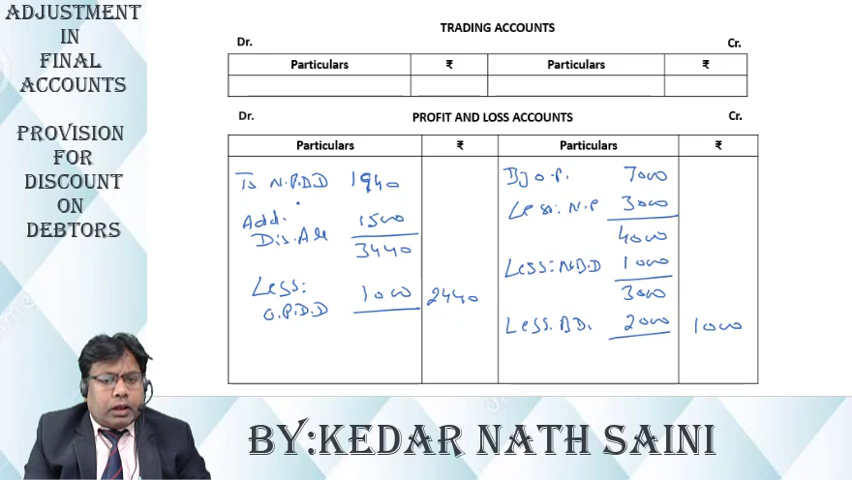 ADJUSTMENT
IN
FINAL
ACCOUNTS
PROVISION
FOR
DISCOUNT
ON
DEBTORS
TRADING ACCOUNTS
Dr. Cr.
Particulars ₹ Particulars ₹
Dr. PROFIT AND LOSS ACCOUNTS Cr.
Particulars ₹ Particulars ₹
To N.P.D.D 1940
Add.
Dis. All 1500
3440
Less:
O.P.D.D 1000 2440
By O.P. 7000
Less: N.P 3000
4000
Less: N.B.D 1000
3000
Less. BD. 2000 1000
BY:KEDAR NATH SAINI